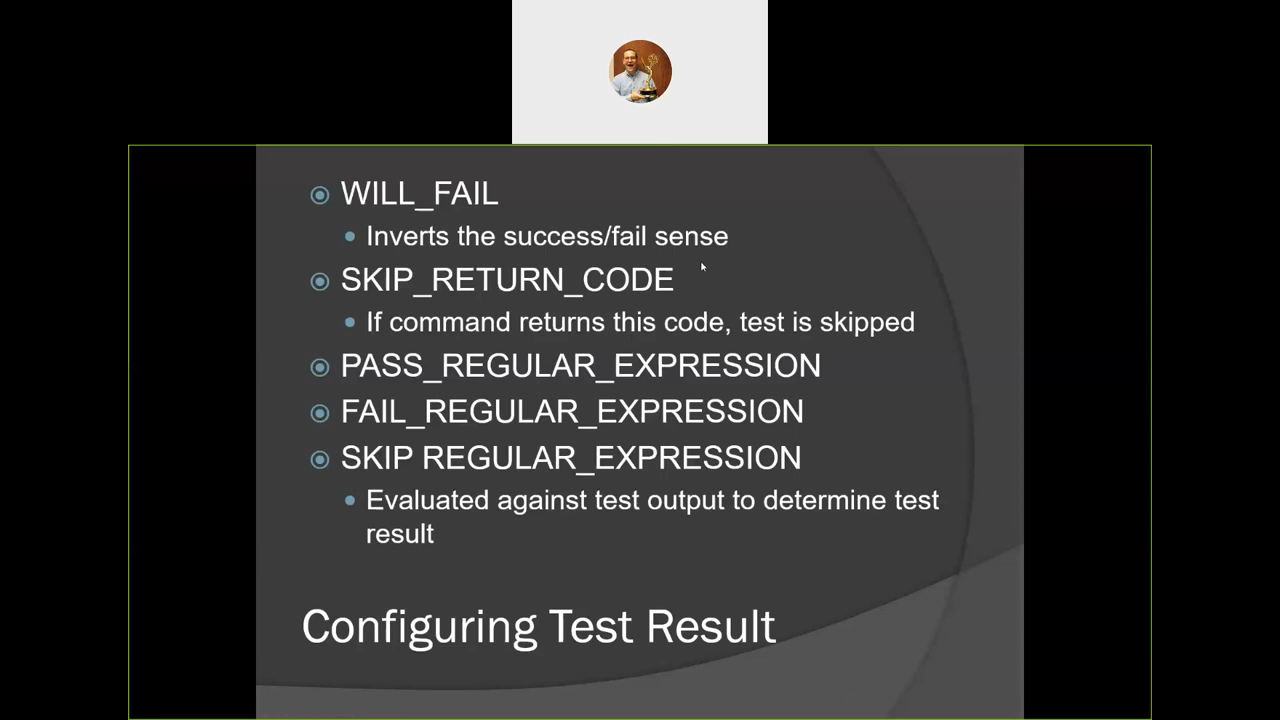 WILL_FAIL
Inverts the success/fail sense
SKIP_RETURN_CODE
If command returns this code, test is skipped
PASS_REGULAR_EXPRESSION
FAIL_REGULAR_EXPRESSION
SKIP REGULAR_EXPRESSION
Evaluated against test output to determine test
result
Configuring Test Result